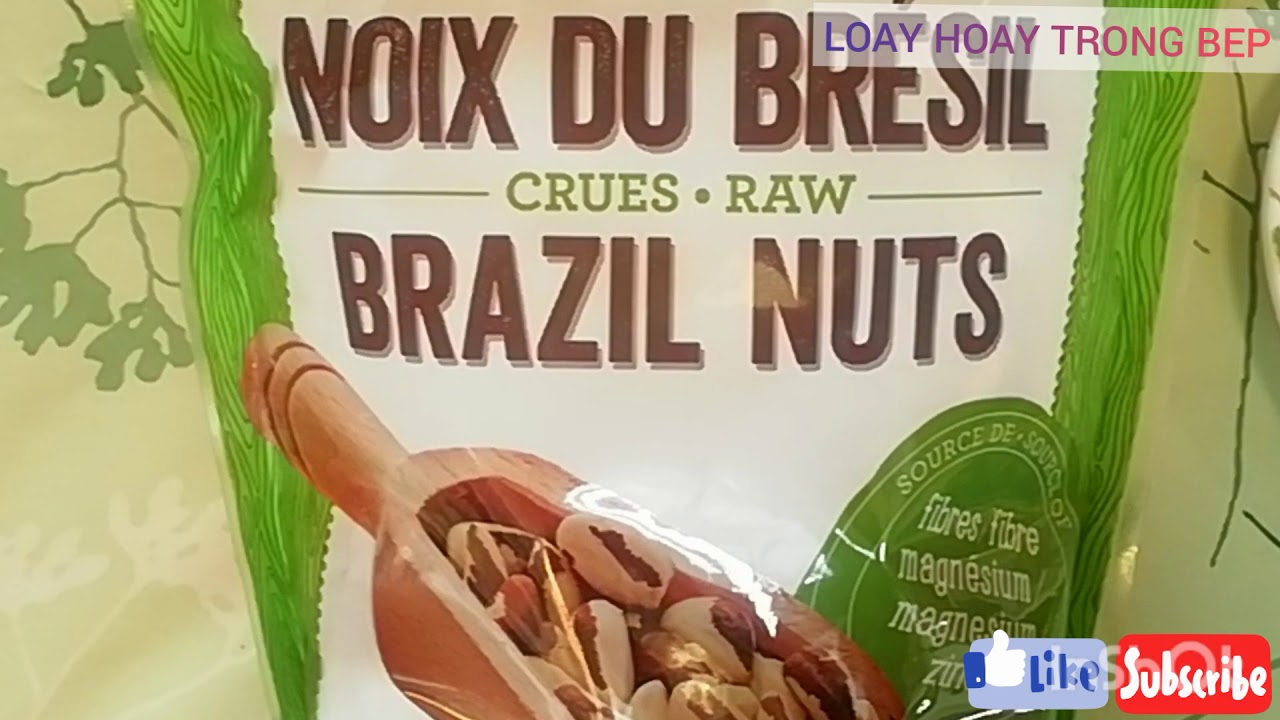 LOAY HOAY TRONG BEP
NOIX DU BRÉSIL
CRUES • RAW
BRAZIL NUTS
SOURCE DE • SOURCE OF
fibres fibre
magnésium
magnesium
Like
Subscribe